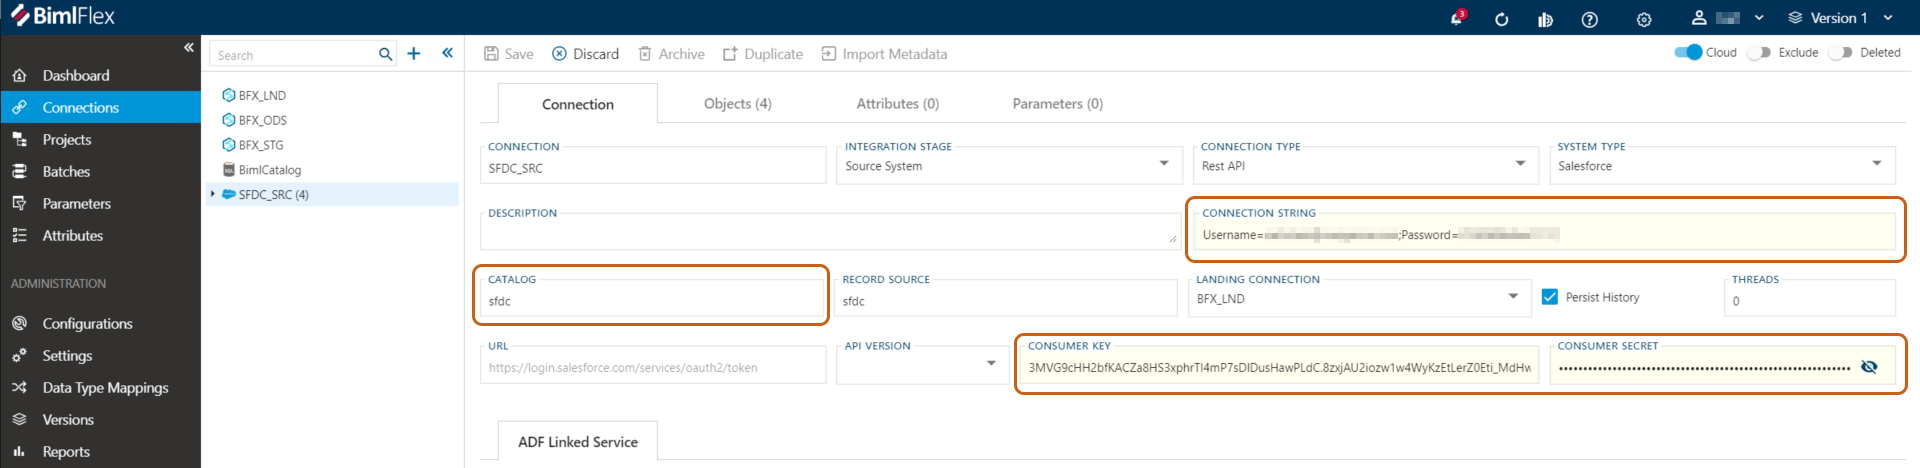 BimlFlex
3
Version 1
Search
Save
Discard
Archive
Duplicate
Import Metadata
Cloud
Exclude
Deleted
Dashboard
Connections
Projects
Batches
Parameters
Attributes
ADMINISTRATION
Configurations
Settings
Data Type Mappings
Versions
Reports
BFX_LND
BFX_ODS
BFX_STG
BimlCatalog
SFDC_SRC (4)
Connection
Objects (4)
Attributes (0)
Parameters (0)
CONNECTION
SFDC_SRC
INTEGRATION STAGE
Source System
CONNECTION TYPE
Rest API
SYSTEM TYPE
Salesforce
DESCRIPTION
CONNECTION STRING
Username=
;Password=
CATALOG
sfdc
RECORD SOURCE
sfdc
LANDING CONNECTION
BFX_LND
Persist History
THREADS
0
URL
https://login.salesforce.com/services/oauth2/token
API VERSION
CONSUMER KEY
3MVG9cHH2bfKACZa8HS3xphrTI4mP7sDIDusHawPLdC.8zxjAU2iozw1w4WyKzEtLerZ0Eti_MdHw
CONSUMER SECRET
ADF Linked Service